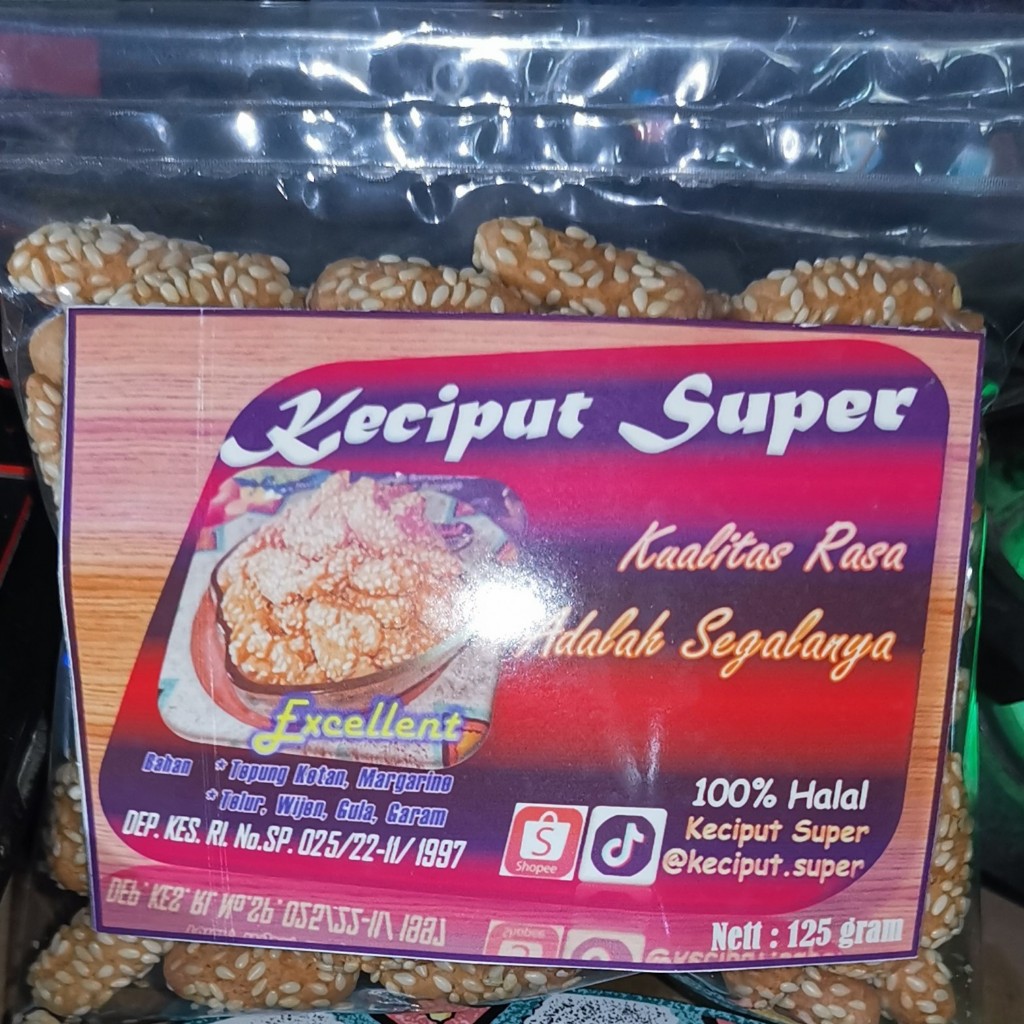 Keciput Super
Kualitas Rasa
Adalah Segalanya
Excellent
Bahan * Tepung Ketan, Margarine
* Telur, Wijen, Gula, Garam
DEP. KES. RI. No.SP. 025/22-11/ 1997
Shopee
100% Halal
Keciput Super
@keciput.super
Nett : 125 gram